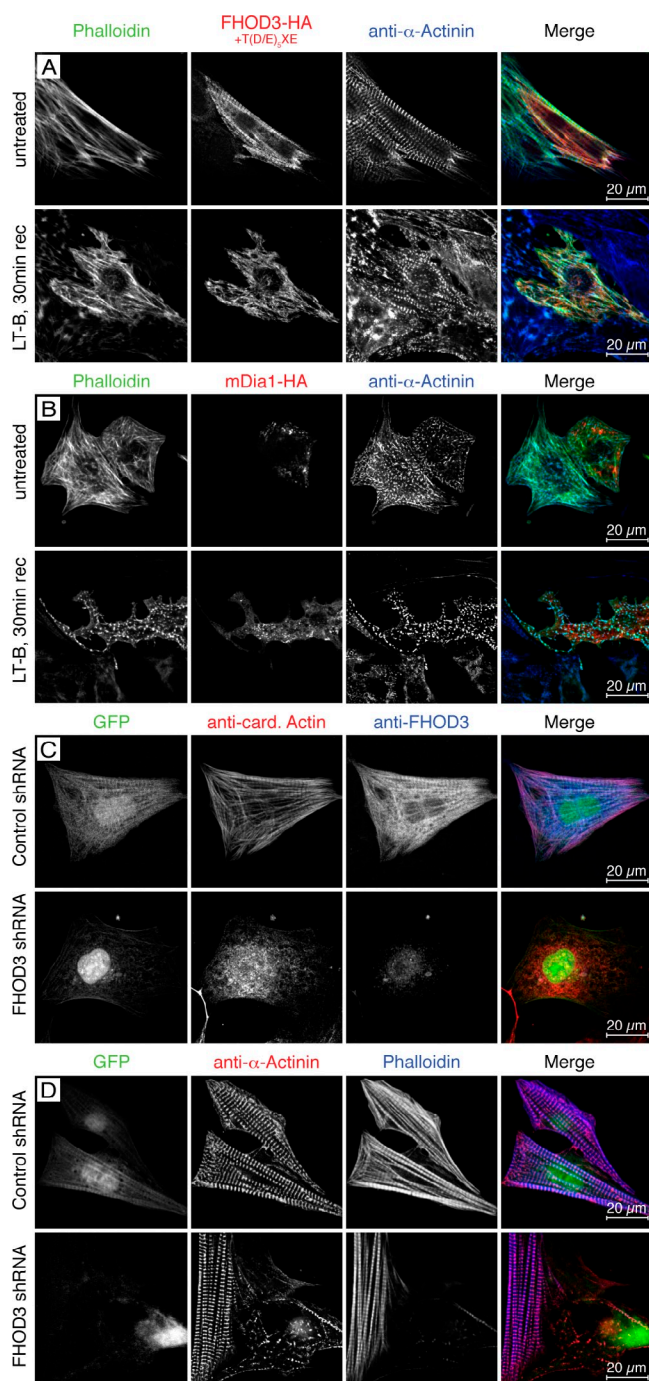 Phalloidin FHOD3-HA anti-α-Actinin Merge
+T(D/E)₅XE
A
untreated
20 µm
LT-B, 30min rec
20 µm
Phalloidin mDia1-HA anti-α-Actinin Merge
B
untreated
20 µm
LT-B, 30min rec
20 µm
GFP anti-card. Actin anti-FHOD3 Merge
C
Control shRNA
20 µm
FHOD3 shRNA
20 µm
GFP anti-α-Actinin Phalloidin Merge
D
Control shRNA
20 µm
FHOD3 shRNA
20 µm